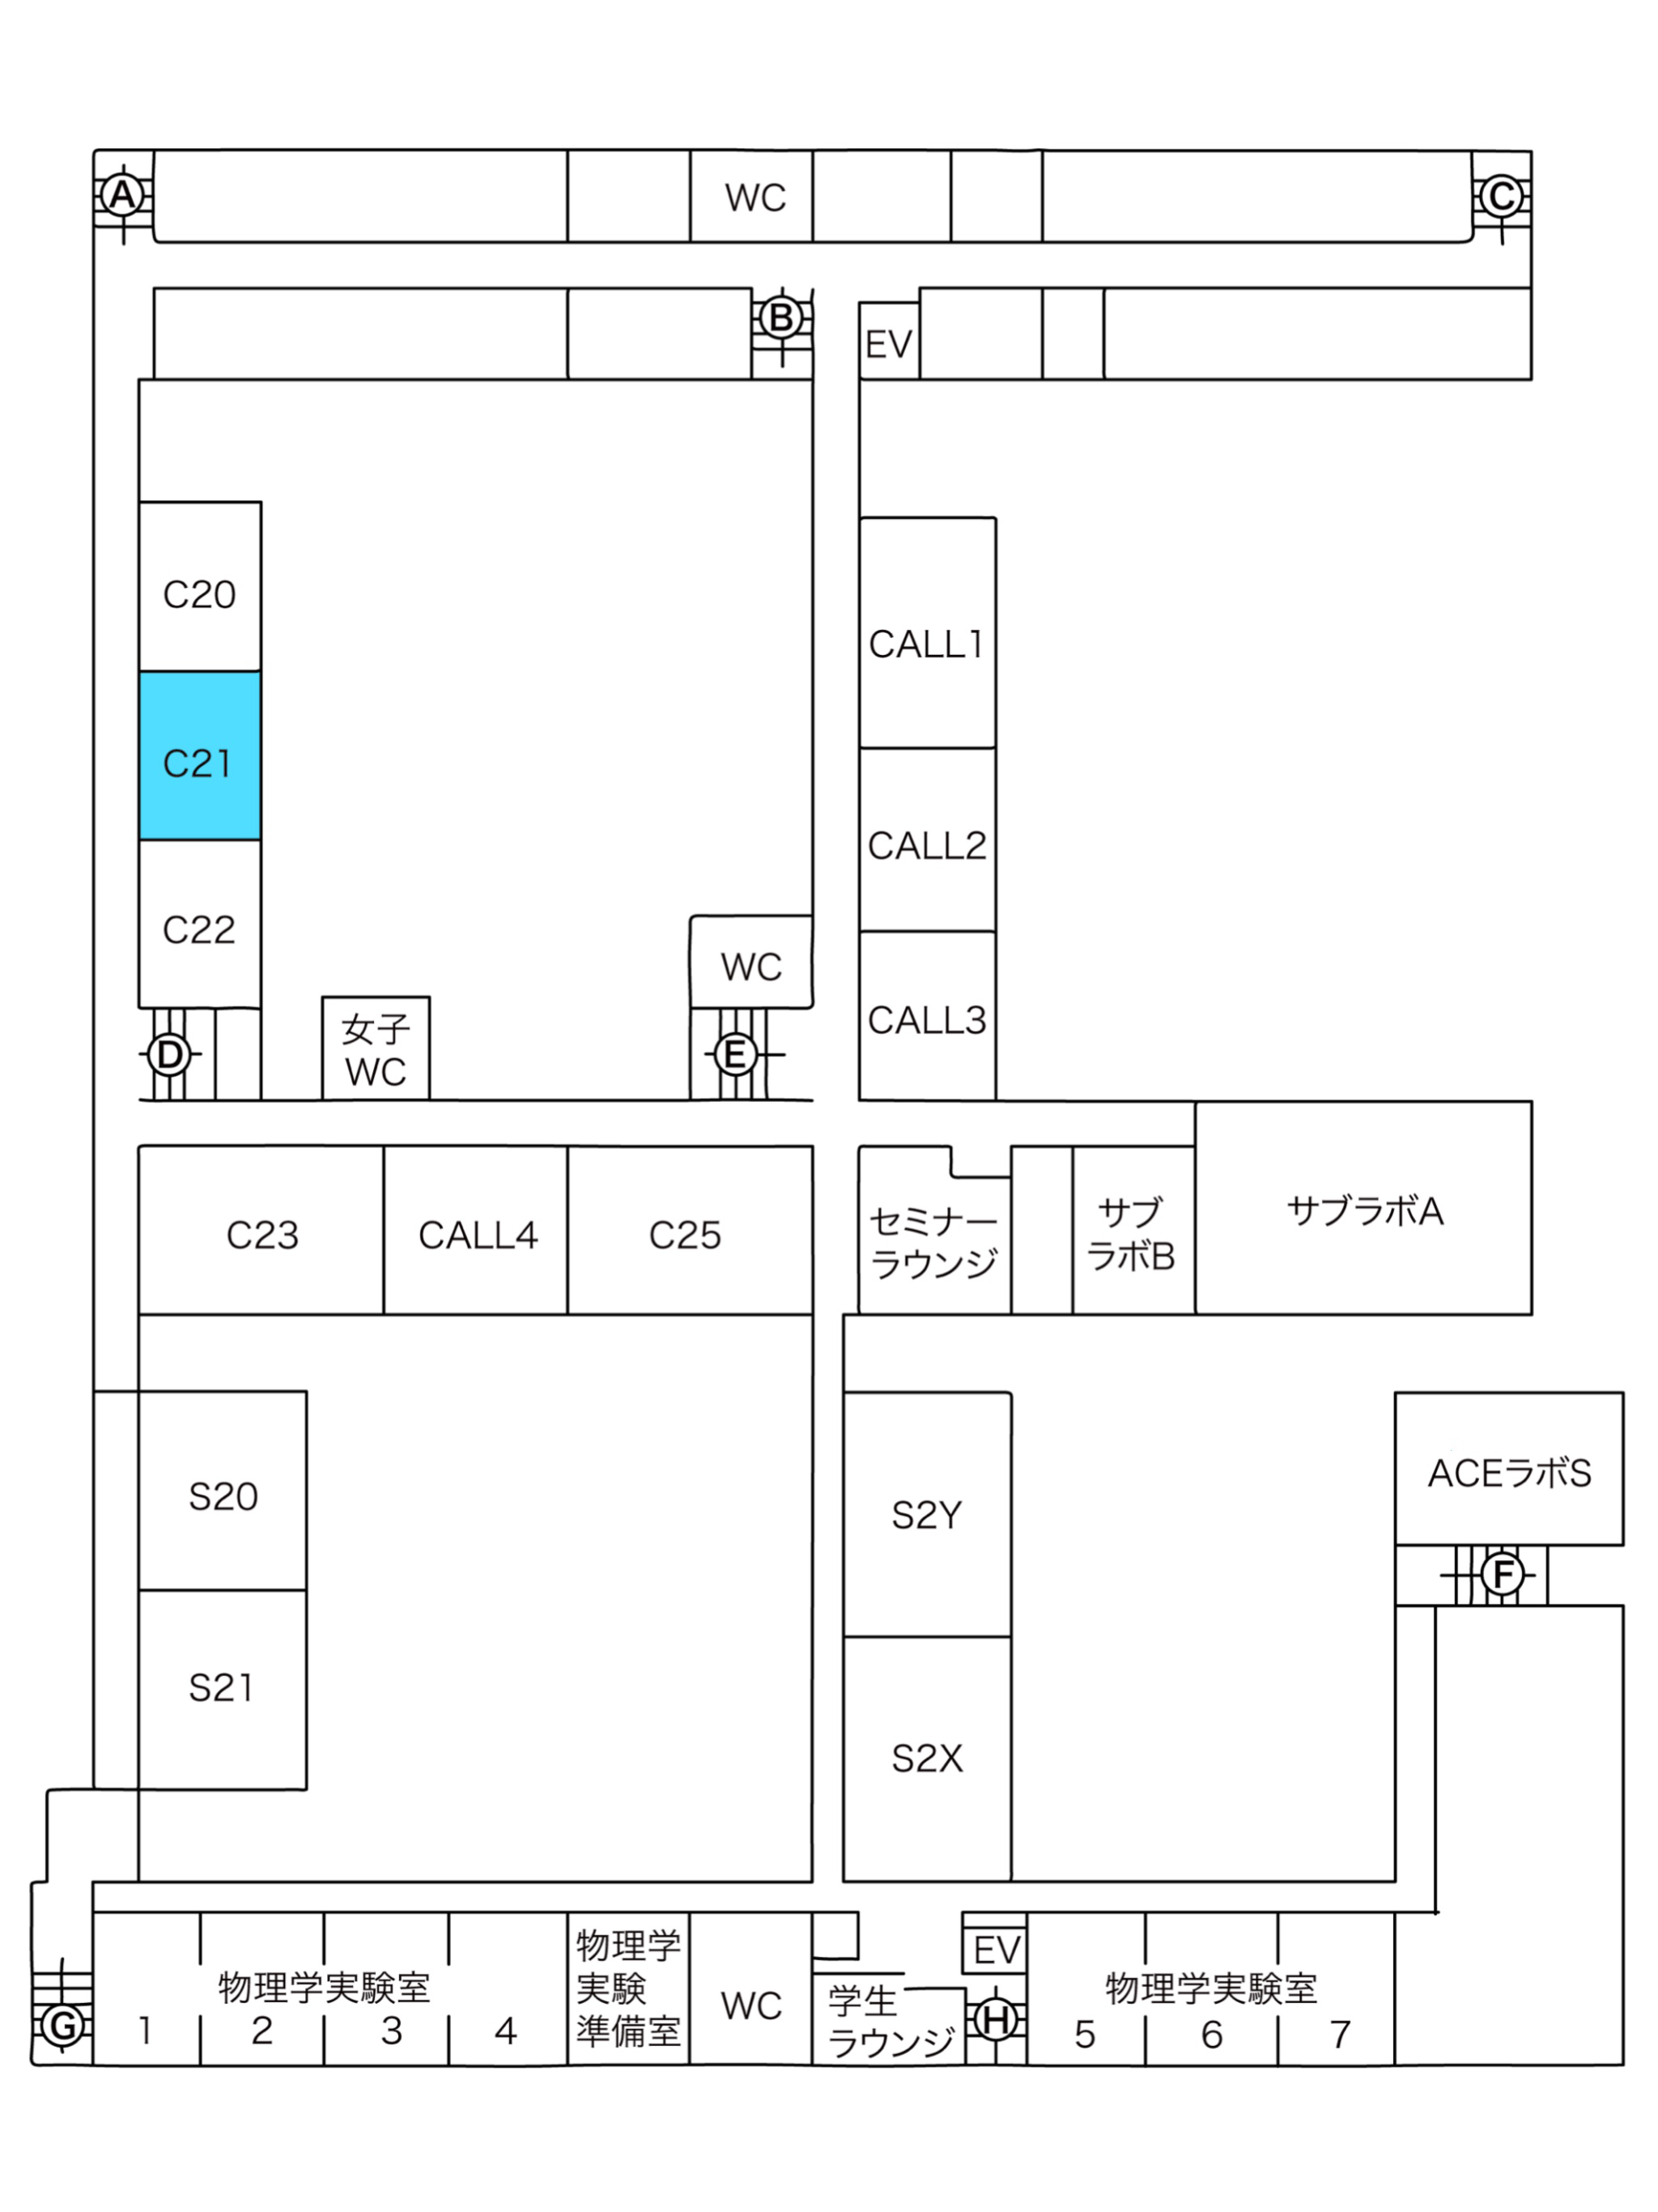 A
WC
C
B
EV
C20
CALL1
C21
CALL2
C22
WC
CALL3
女子
WC
D
E
C23
CALL4
C25
セミナー
ラウンジ
サブ
ラボB
サブラボA
S20
S2Y
ACEラボS
F
S21
S2X
物理学実験室
1
2
3
4
物理学
実験
準備室
WC
学生
ラウンジ
EV
H
物理学実験室
5
6
7
G